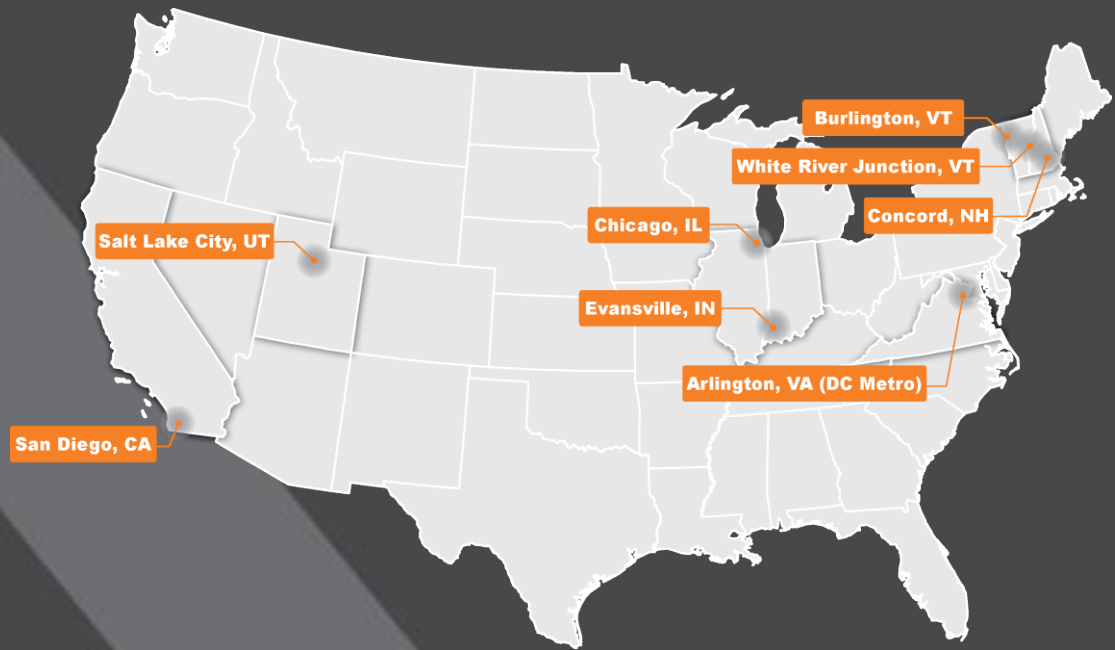 Burlington, VT
White River Junction, VT
Concord, NH
Chicago, IL
Salt Lake City, UT
Evansville, IN
Arlington, VA (DC Metro)
San Diego, CA